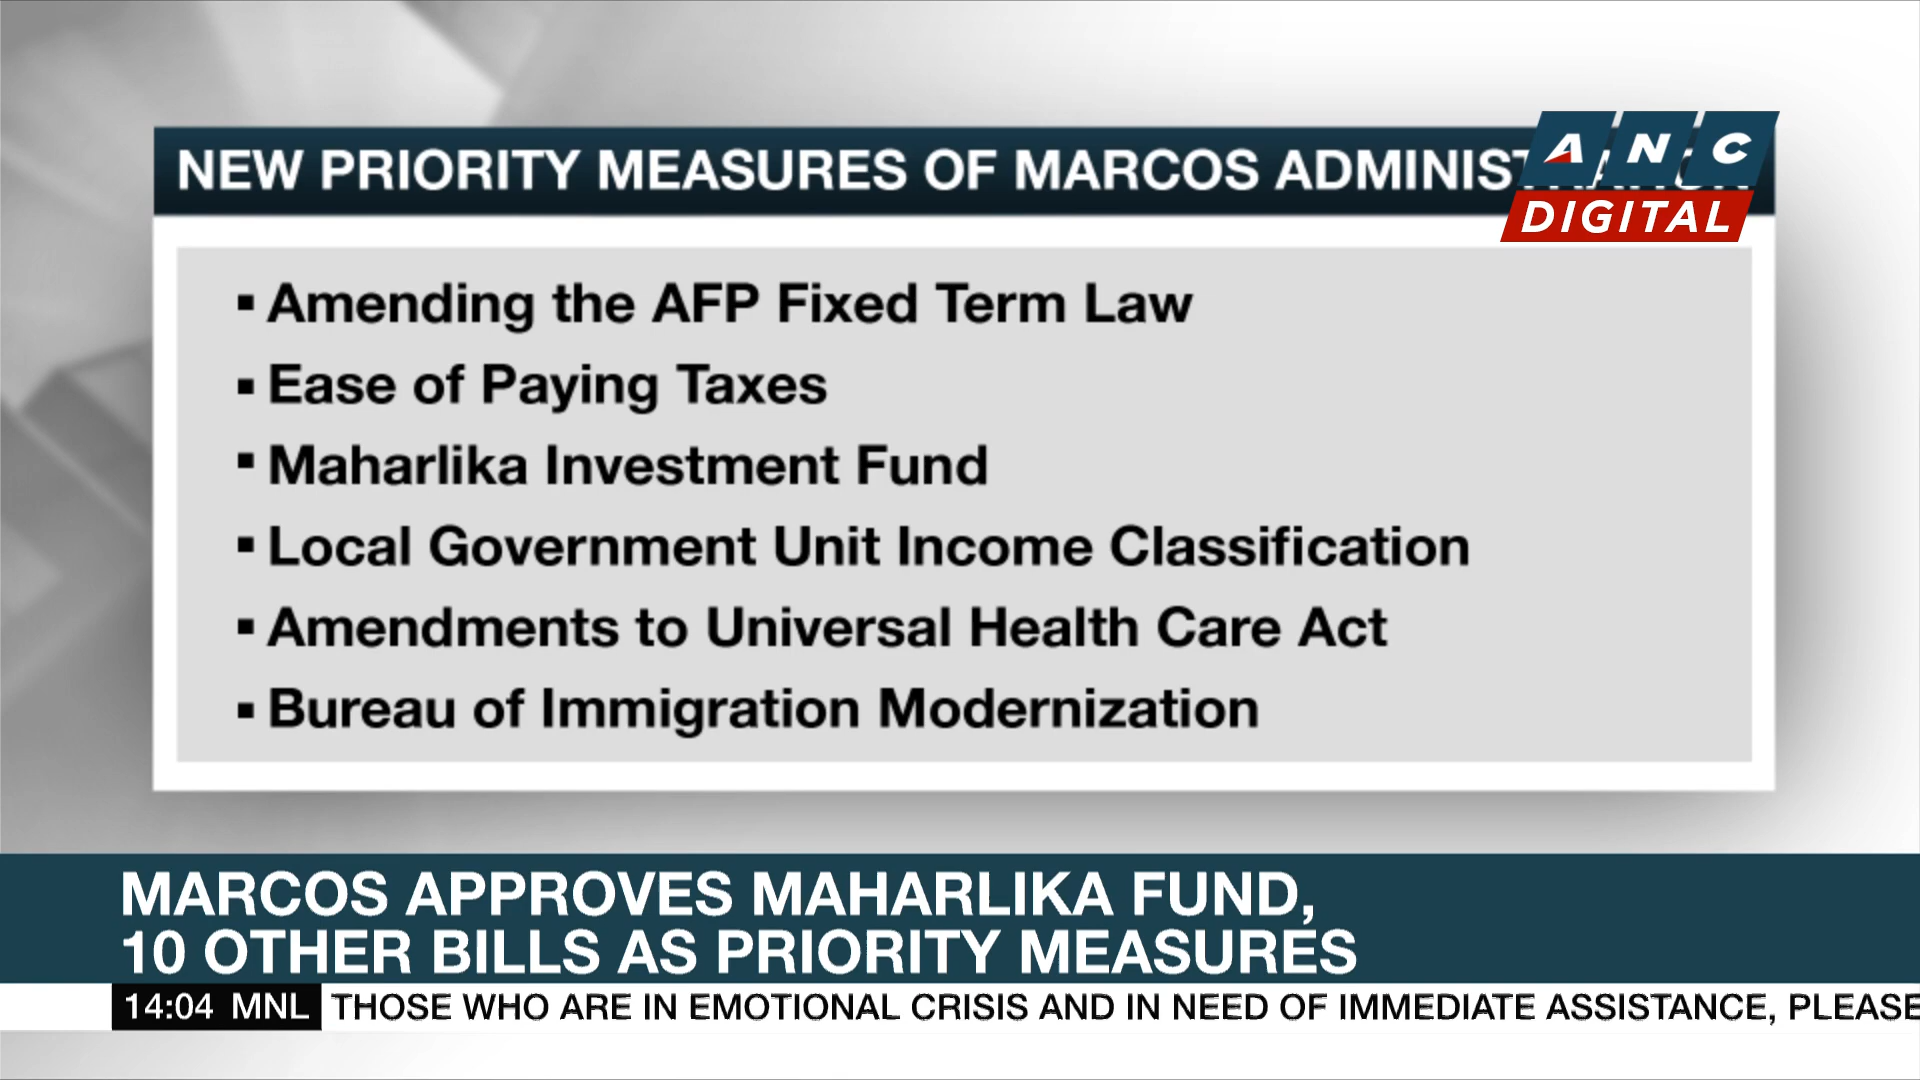 NEW PRIORITY MEASURES OF MARCOS
ANC
DIGITAL
▪ Amending the AFP Fixed Term Law
▪ Ease of Paying Taxes
▪ Maharlika Investment Fund
▪ Local Government Unit Income Classification
▪ Amendments to Universal Health Care Act
▪ Bureau of Immigration Modernization
MARCOS APPROVES MAHARLIKA FUND,
10 OTHER BILLS AS PRIORITY MEASURES
14:04 MNL THOSE WHO ARE IN EMOTIONAL CRISIS AND IN NEED OF IMMEDIATE ASSISTANCE, PLEASE